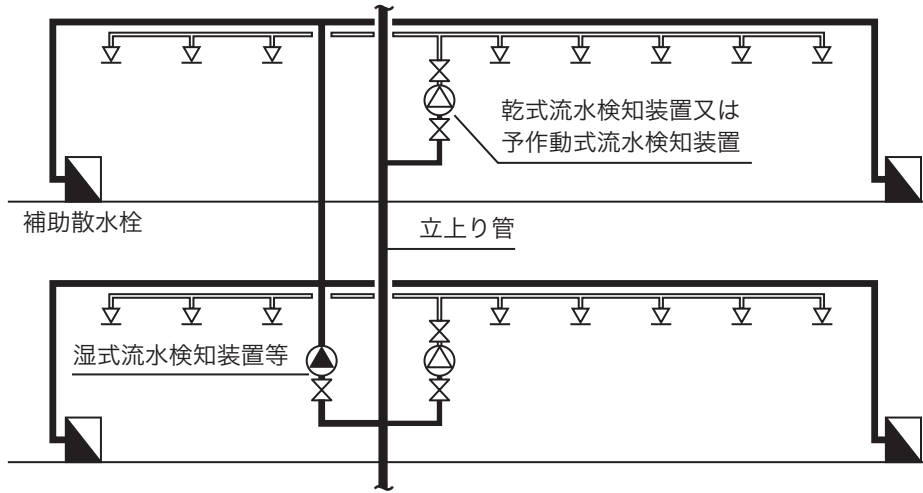 乾式流水検知装置又は
予作動式流水検知装置
補助散水栓
立上り管
湿式流水検知装置等